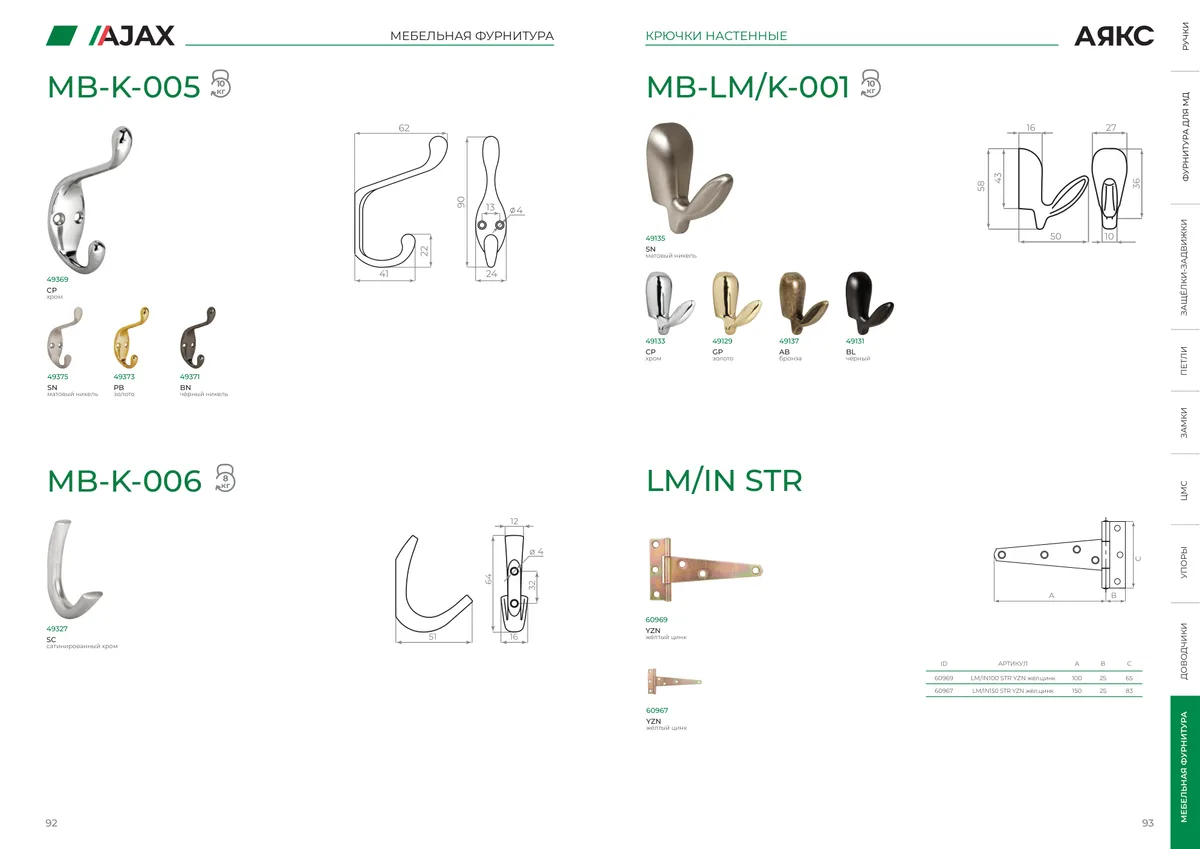 AJAX
МЕБЕЛЬНАЯ ФУРНИТУРА
MB-K-005
10 кг
62
90
13
ø 4
22
41
24
49369
CP
хром
49375
SN
матовый никель
49373
PB
золото
49371
BN
чёрный никель
MB-K-006
8 кг
12
ø 4
64
32
51
16
49327
SC
сатинированный хром
92
КРЮЧКИ НАСТЕННЫЕ
АЯКС
MB-LM/K-001
10 кг
16
27
58
43
36
50
10
49135
SN
матовый никель
49133
CP
хром
49129
GP
золото
49137
AB
бронза
49131
BL
черный
LM/IN STR
A
B
C
60969
YZN
жёлтый цинк
60967
YZN
жёлтый цинк
ID АРТИКУЛ A B C
60969 LM/IN100 STR YZN жёл.цинк 100 25 65
60967 LM/IN150 STR YZN жёл.цинк 150 25 83
93
РУЧКИ
ФУРНИТУРА ДЛЯ МД
ЗАЩЁЛКИ-ЗАДВИЖКИ
ПЕТЛИ
ЗАМКИ
ЦМС
УПОРЫ
ДОВОДЧИКИ
МЕБЕЛЬНАЯ ФУРНИТУРА